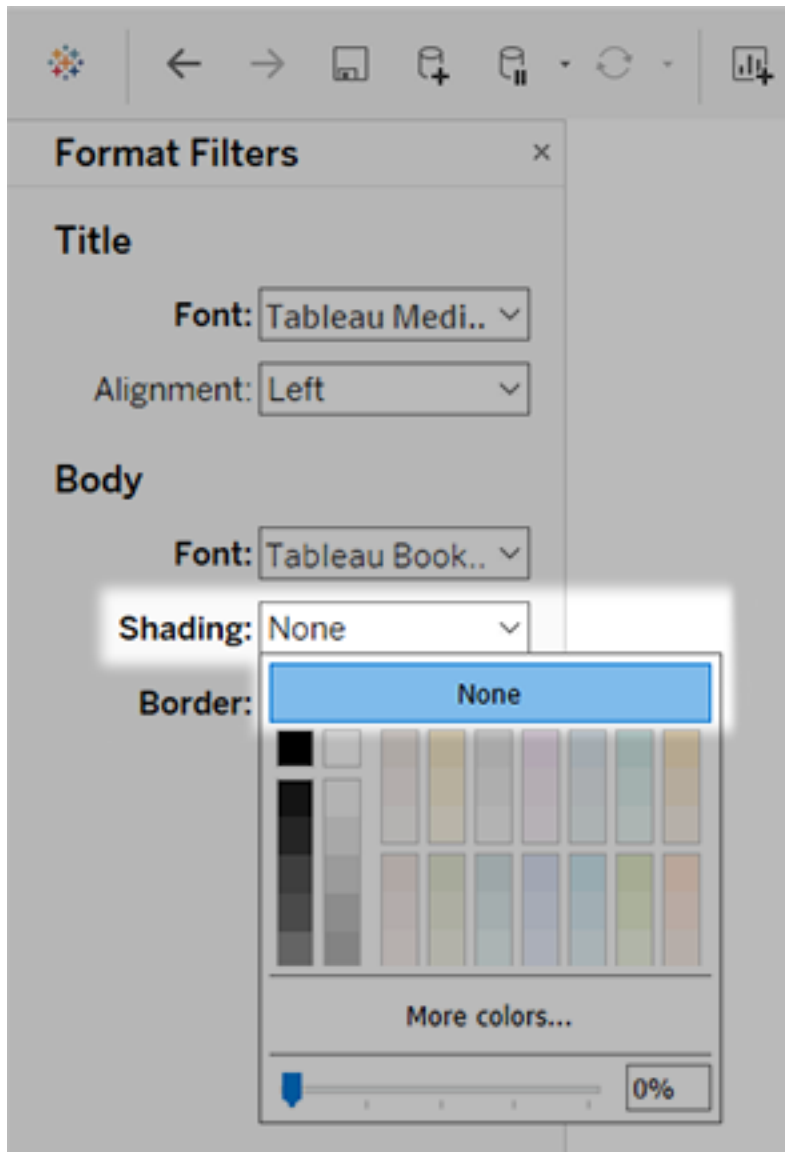 Format Filters
Title
Font: Tableau Medi..
Alignment: Left
Body
Font: Tableau Book..
Shading: None
None
Border:
More colors...
0%